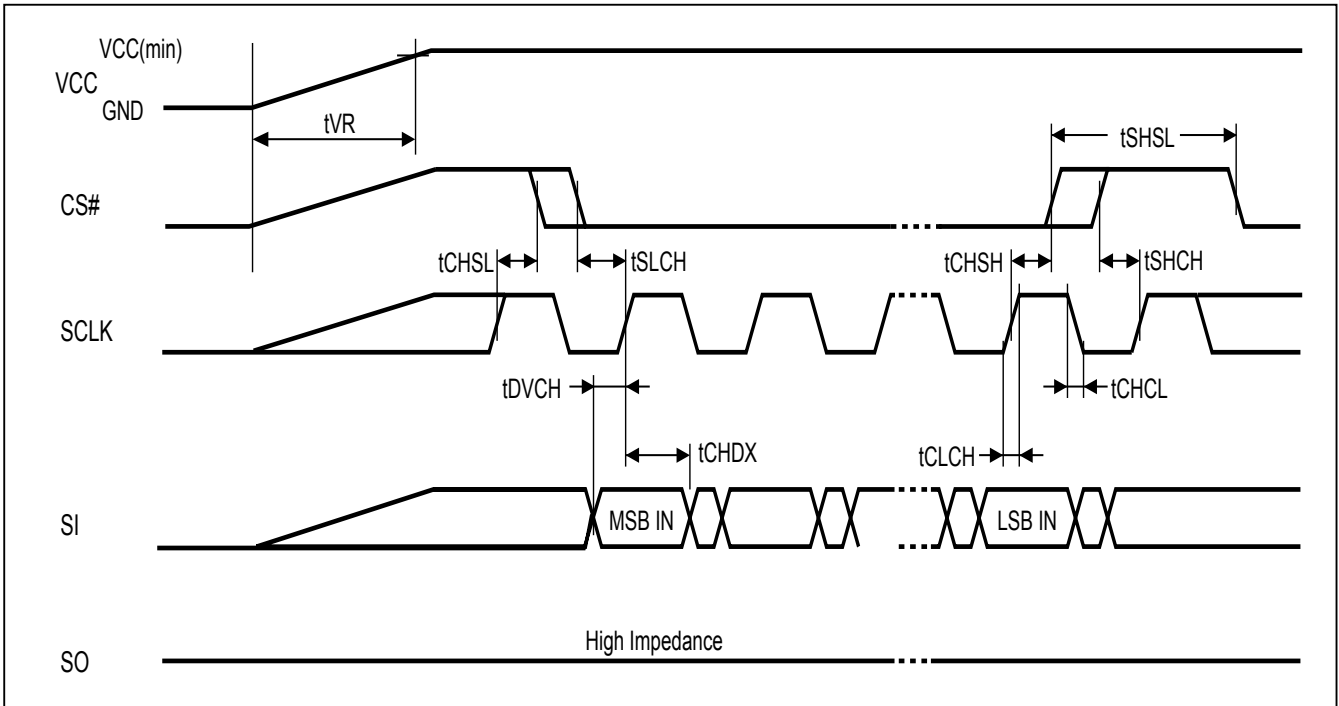 VCC(min)
VCC
GND
tVR
tSHSL
CS#
tCHSL
tSLCH
tCHSH
tSHCH
SCLK
tDVCH
tCHCL
tCHDX
tCLCH
SI
MSB IN
LSB IN
High Impedance
SO